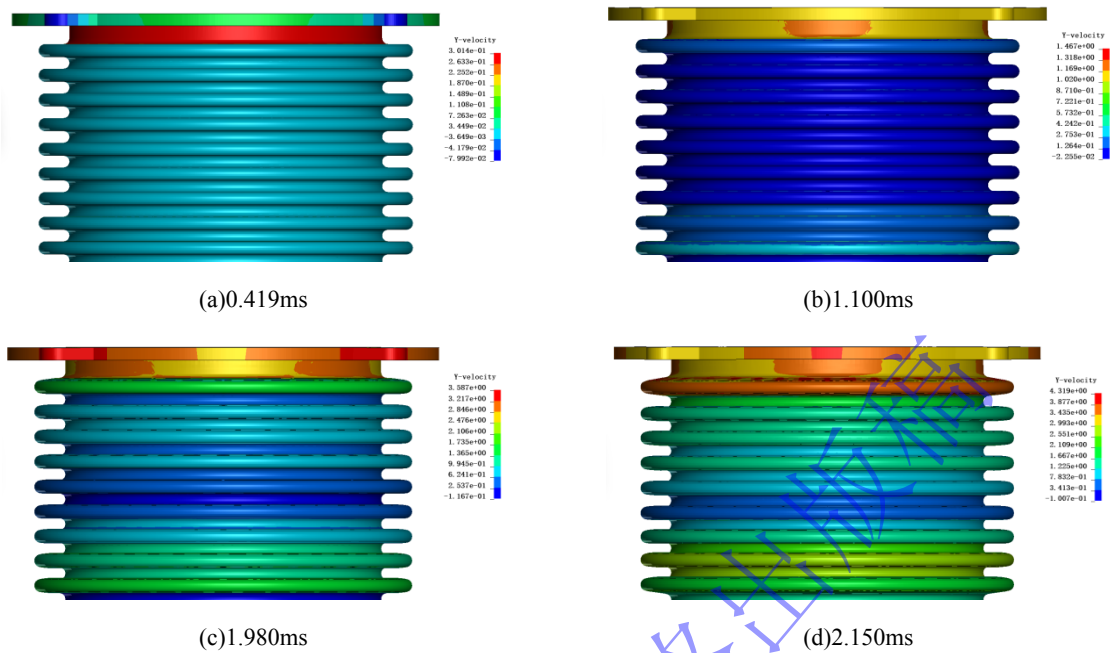 Y-velocity
3.014e-01
2.633e-01
2.252e-01
1.870e-01
1.489e-01
1.108e-01
7.263e-02
3.449e-02
-3.649e-03
-4.179e-02
-7.992e-02
(a)0.419ms
Y-velocity
1.467e+00
1.318e+00
1.169e+00
1.020e+00
8.710e-01
7.221e-01
5.732e-01
4.242e-01
2.753e-01
1.264e-01
-2.255e-02
(b)1.100ms
Y-velocity
3.587e+00
3.217e+00
2.846e+00
2.476e+00
2.106e+00
1.735e+00
1.365e+00
9.945e-01
6.241e-01
2.537e-01
-1.167e-01
(c)1.980ms
Y-velocity
4.319e+00
3.877e+00
3.435e+00
2.993e+00
2.551e+00
2.109e+00
1.667e+00
1.225e+00
7.832e-01
3.413e-01
-1.007e-01
(d)2.150ms
出版稿